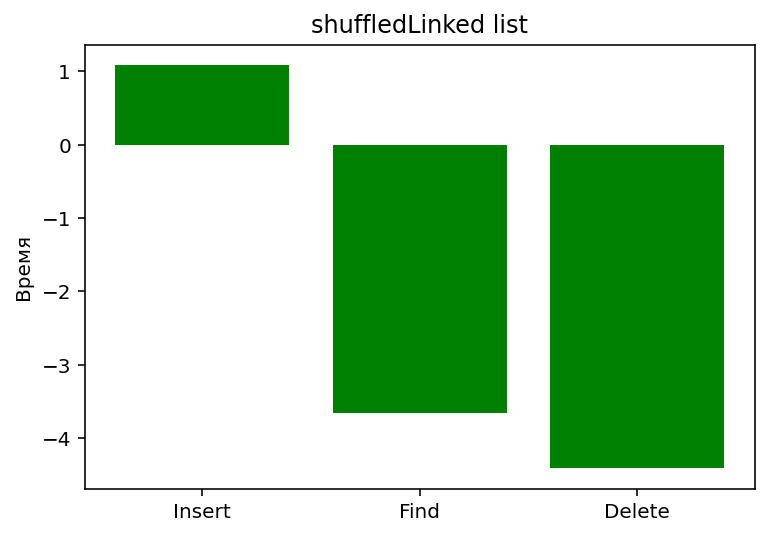 shuffledLinked list
Время
1
0
−1
−2
−3
−4
Insert
Find
Delete